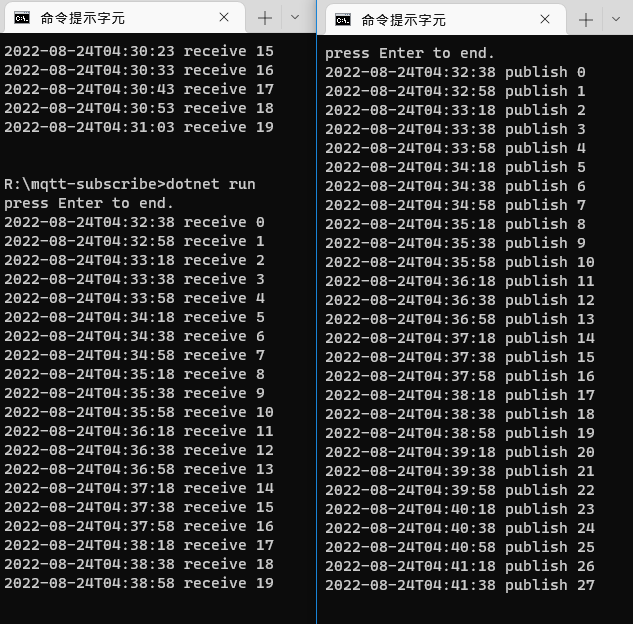 命令提示字元
2022-08-24T04:30:23 receive 15
2022-08-24T04:30:33 receive 16
2022-08-24T04:30:43 receive 17
2022-08-24T04:30:53 receive 18
2022-08-24T04:31:03 receive 19
R:\mqtt-subscribe>dotnet run
press Enter to end.
2022-08-24T04:32:38 receive 0
2022-08-24T04:32:58 receive 1
2022-08-24T04:33:18 receive 2
2022-08-24T04:33:38 receive 3
2022-08-24T04:33:58 receive 4
2022-08-24T04:34:18 receive 5
2022-08-24T04:34:38 receive 6
2022-08-24T04:34:58 receive 7
2022-08-24T04:35:18 receive 8
2022-08-24T04:35:38 receive 9
2022-08-24T04:35:58 receive 10
2022-08-24T04:36:18 receive 11
2022-08-24T04:36:38 receive 12
2022-08-24T04:36:58 receive 13
2022-08-24T04:37:18 receive 14
2022-08-24T04:37:38 receive 15
2022-08-24T04:37:58 receive 16
2022-08-24T04:38:18 receive 17
2022-08-24T04:38:38 receive 18
2022-08-24T04:38:58 receive 19
命令提示字元
press Enter to end.
2022-08-24T04:32:38 publish 0
2022-08-24T04:32:58 publish 1
2022-08-24T04:33:18 publish 2
2022-08-24T04:33:38 publish 3
2022-08-24T04:33:58 publish 4
2022-08-24T04:34:18 publish 5
2022-08-24T04:34:38 publish 6
2022-08-24T04:34:58 publish 7
2022-08-24T04:35:18 publish 8
2022-08-24T04:35:38 publish 9
2022-08-24T04:35:58 publish 10
2022-08-24T04:36:18 publish 11
2022-08-24T04:36:38 publish 12
2022-08-24T04:36:58 publish 13
2022-08-24T04:37:18 publish 14
2022-08-24T04:37:38 publish 15
2022-08-24T04:37:58 publish 16
2022-08-24T04:38:18 publish 17
2022-08-24T04:38:38 publish 18
2022-08-24T04:38:58 publish 19
2022-08-24T04:39:18 publish 20
2022-08-24T04:39:38 publish 21
2022-08-24T04:39:58 publish 22
2022-08-24T04:40:18 publish 23
2022-08-24T04:40:38 publish 24
2022-08-24T04:40:58 publish 25
2022-08-24T04:41:18 publish 26
2022-08-24T04:41:38 publish 27